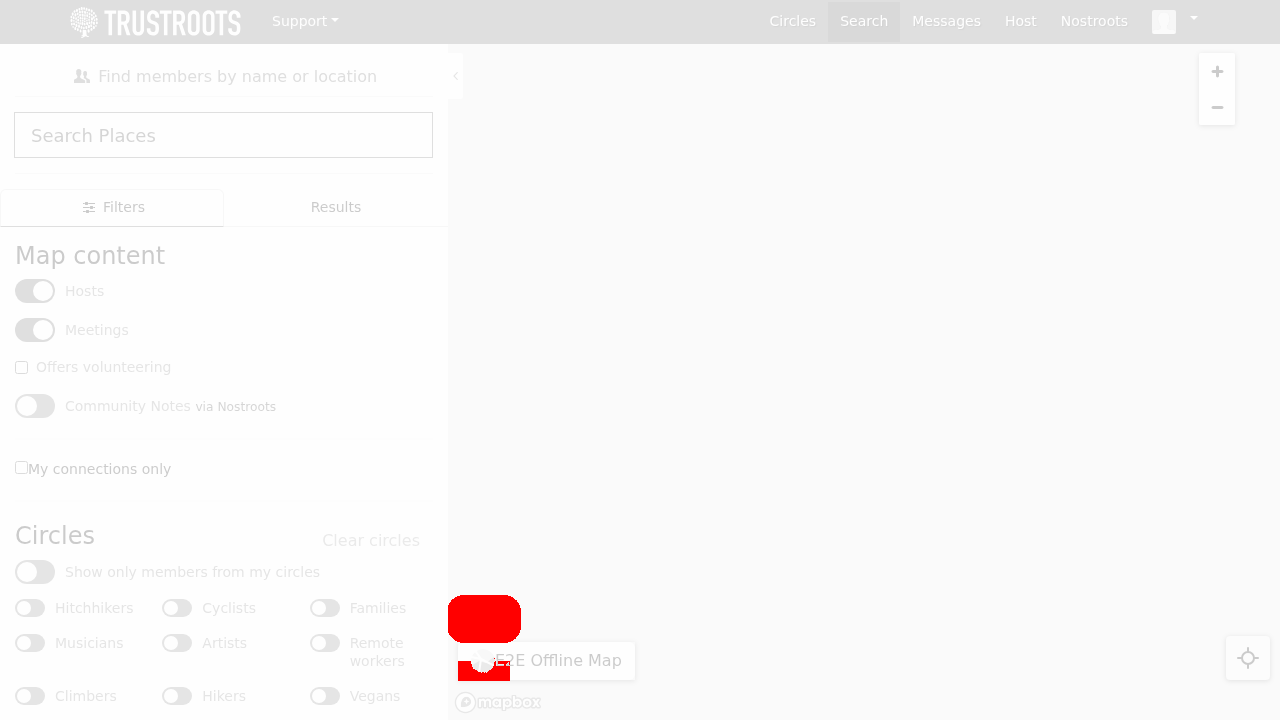 TRUSTROOTS Support Circles Search Messages Host Nostroots
Find members by name or location
Search Places
Filters Results
Map content
Hosts
Meetings
Offers volunteering
Community Notes via Nostroots
My connections only
Circles Clear circles
Show only members from my circles
Hitchhikers Cyclists Families
Musicians Artists Remote workers
Climbers Hikers Vegans
E2E Offline Map
mapbox